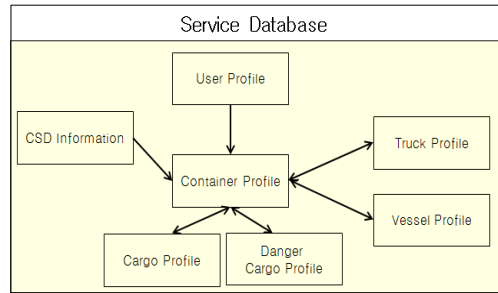 Service Database
User Profile
CSD Information
Truck Profile
Container Profile
Vessel Profile
Cargo Profile
Danger
Cargo Profile